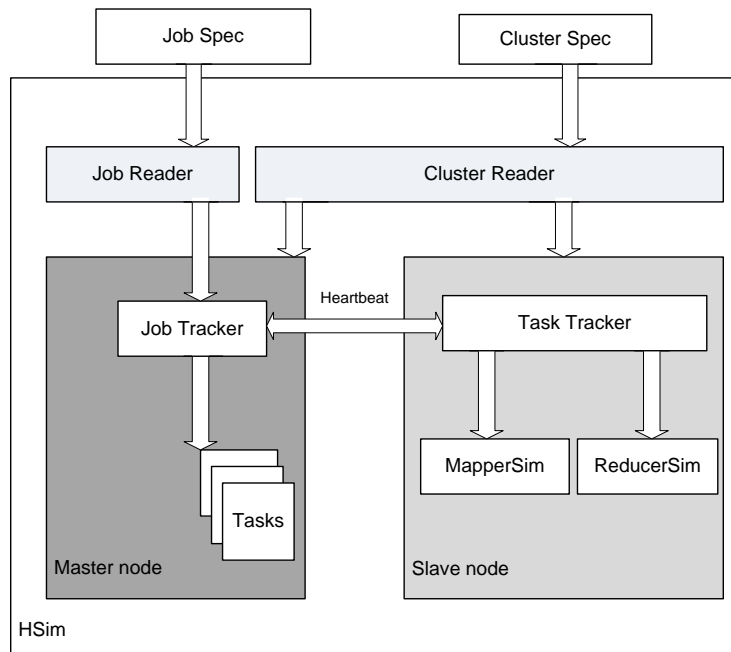 Job Spec
Cluster Spec
Job Reader
Cluster Reader
Heartbeat
Job Tracker
Task Tracker
MapperSim
ReducerSim
Tasks
Master node
Slave node
HSim